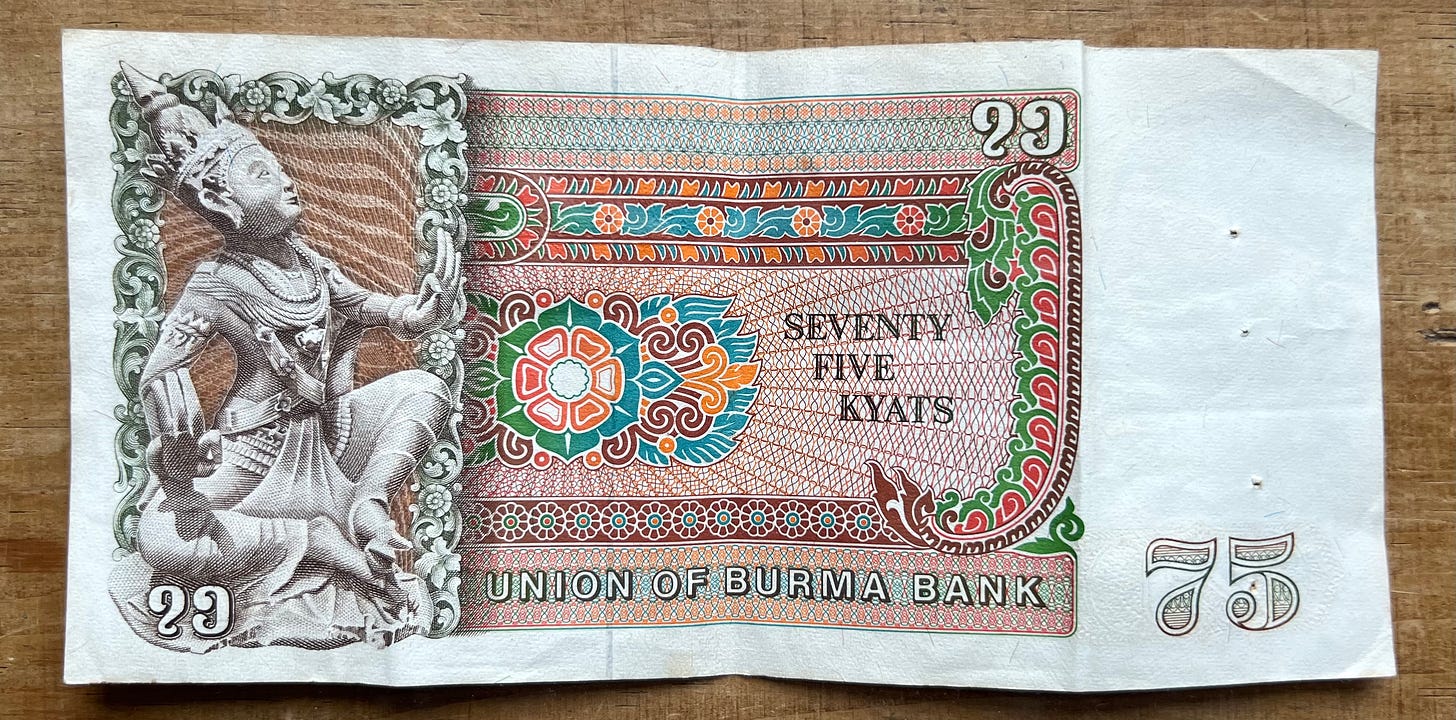 ၇၅
SEVENTY
FIVE
KYATS
UNION OF BURMA BANK
75
၇၅